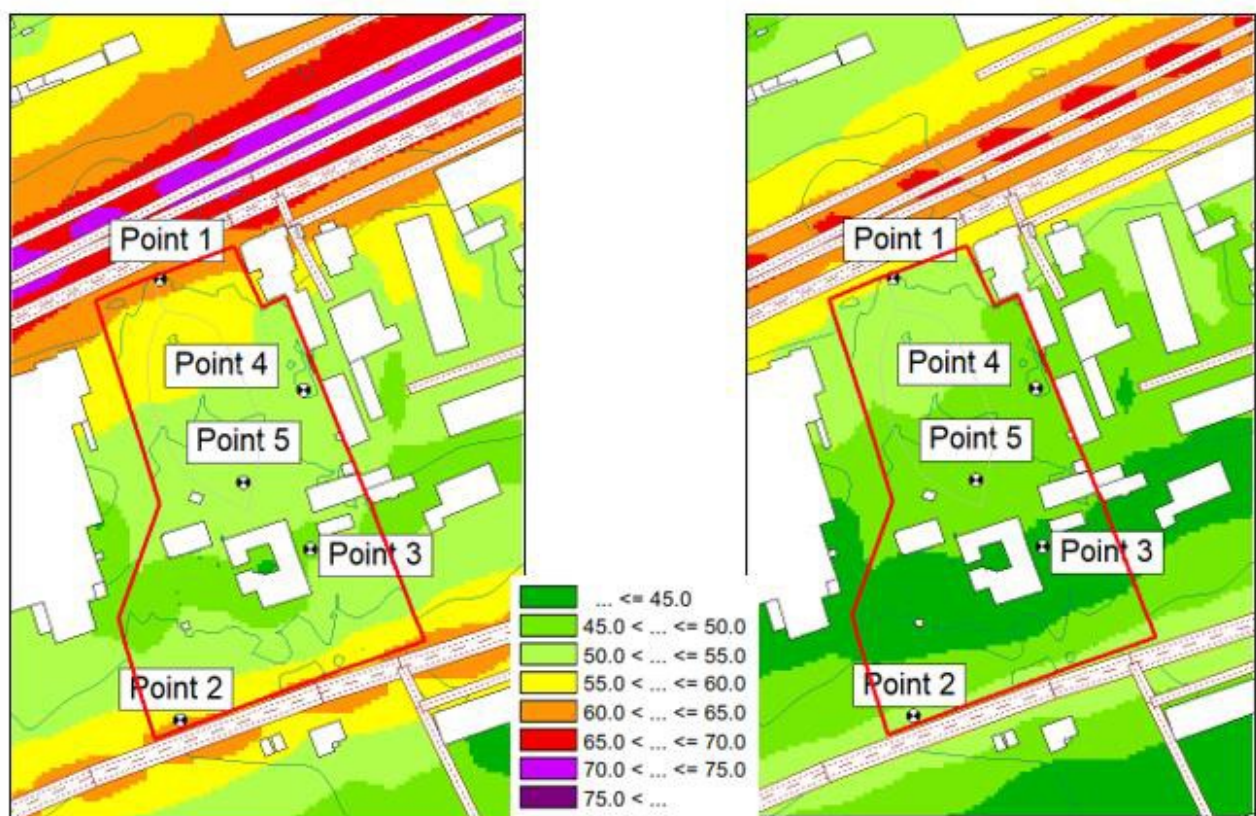 Point 1
Point 4
Point 5
Point 3
Point 2
... <= 45.0
45.0 < ... <= 50.0
50.0 < ... <= 55.0
55.0 < ... <= 60.0
60.0 < ... <= 65.0
65.0 < ... <= 70.0
70.0 < ... <= 75.0
75.0 < ...
Point 1
Point 4
Point 5
Point 3
Point 2